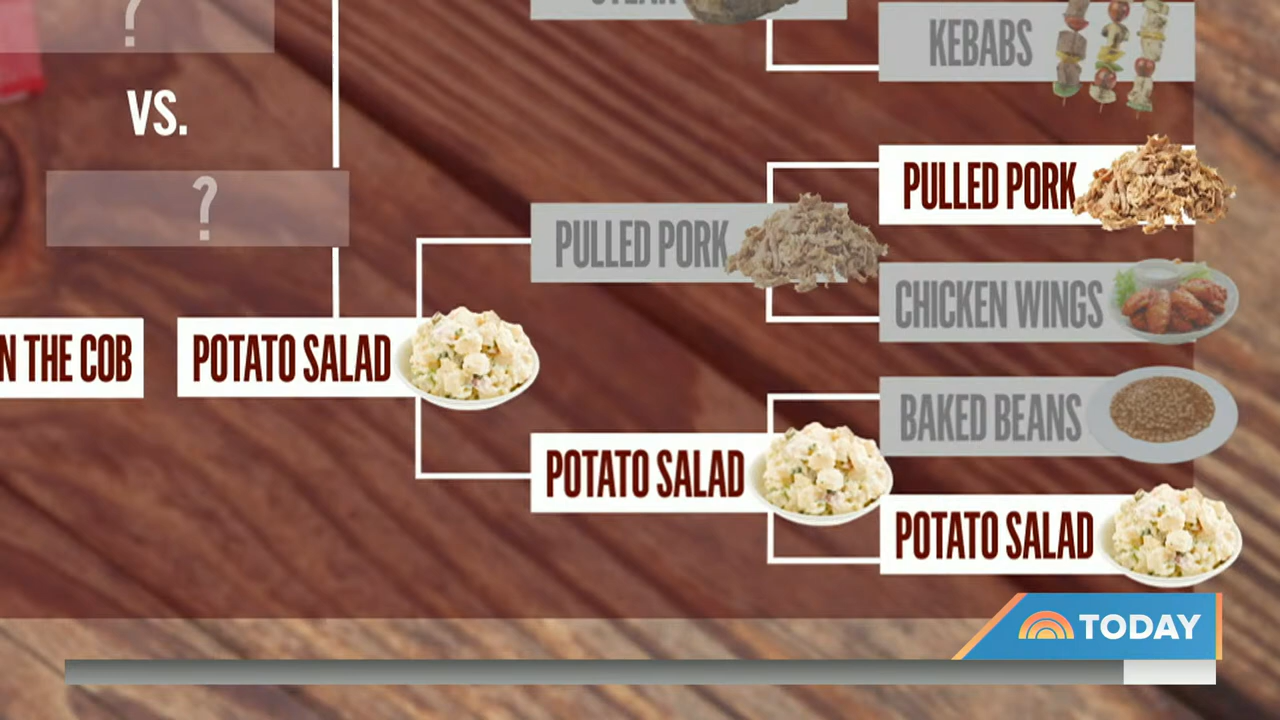 ?
VS.
?
STEAK
KEBABS
PULLED PORK
PULLED PORK
CHICKEN WINGS
N THE COB
POTATO SALAD
BAKED BEANS
POTATO SALAD
POTATO SALAD
TODAY